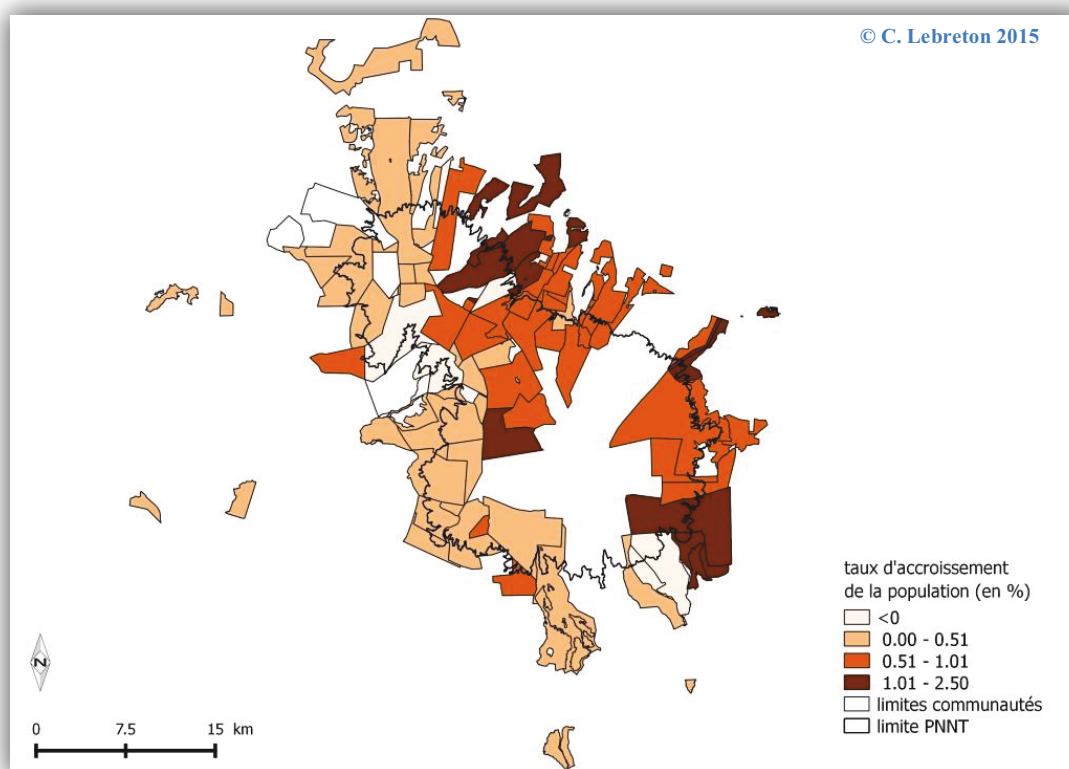 © C. Lebreton 2015
taux d'accroissement
de la population (en %)
<0
0.00 - 0.51
0.51 - 1.01
1.01 - 2.50
limites communautés
limite PNNT
N
0 7.5 15 km